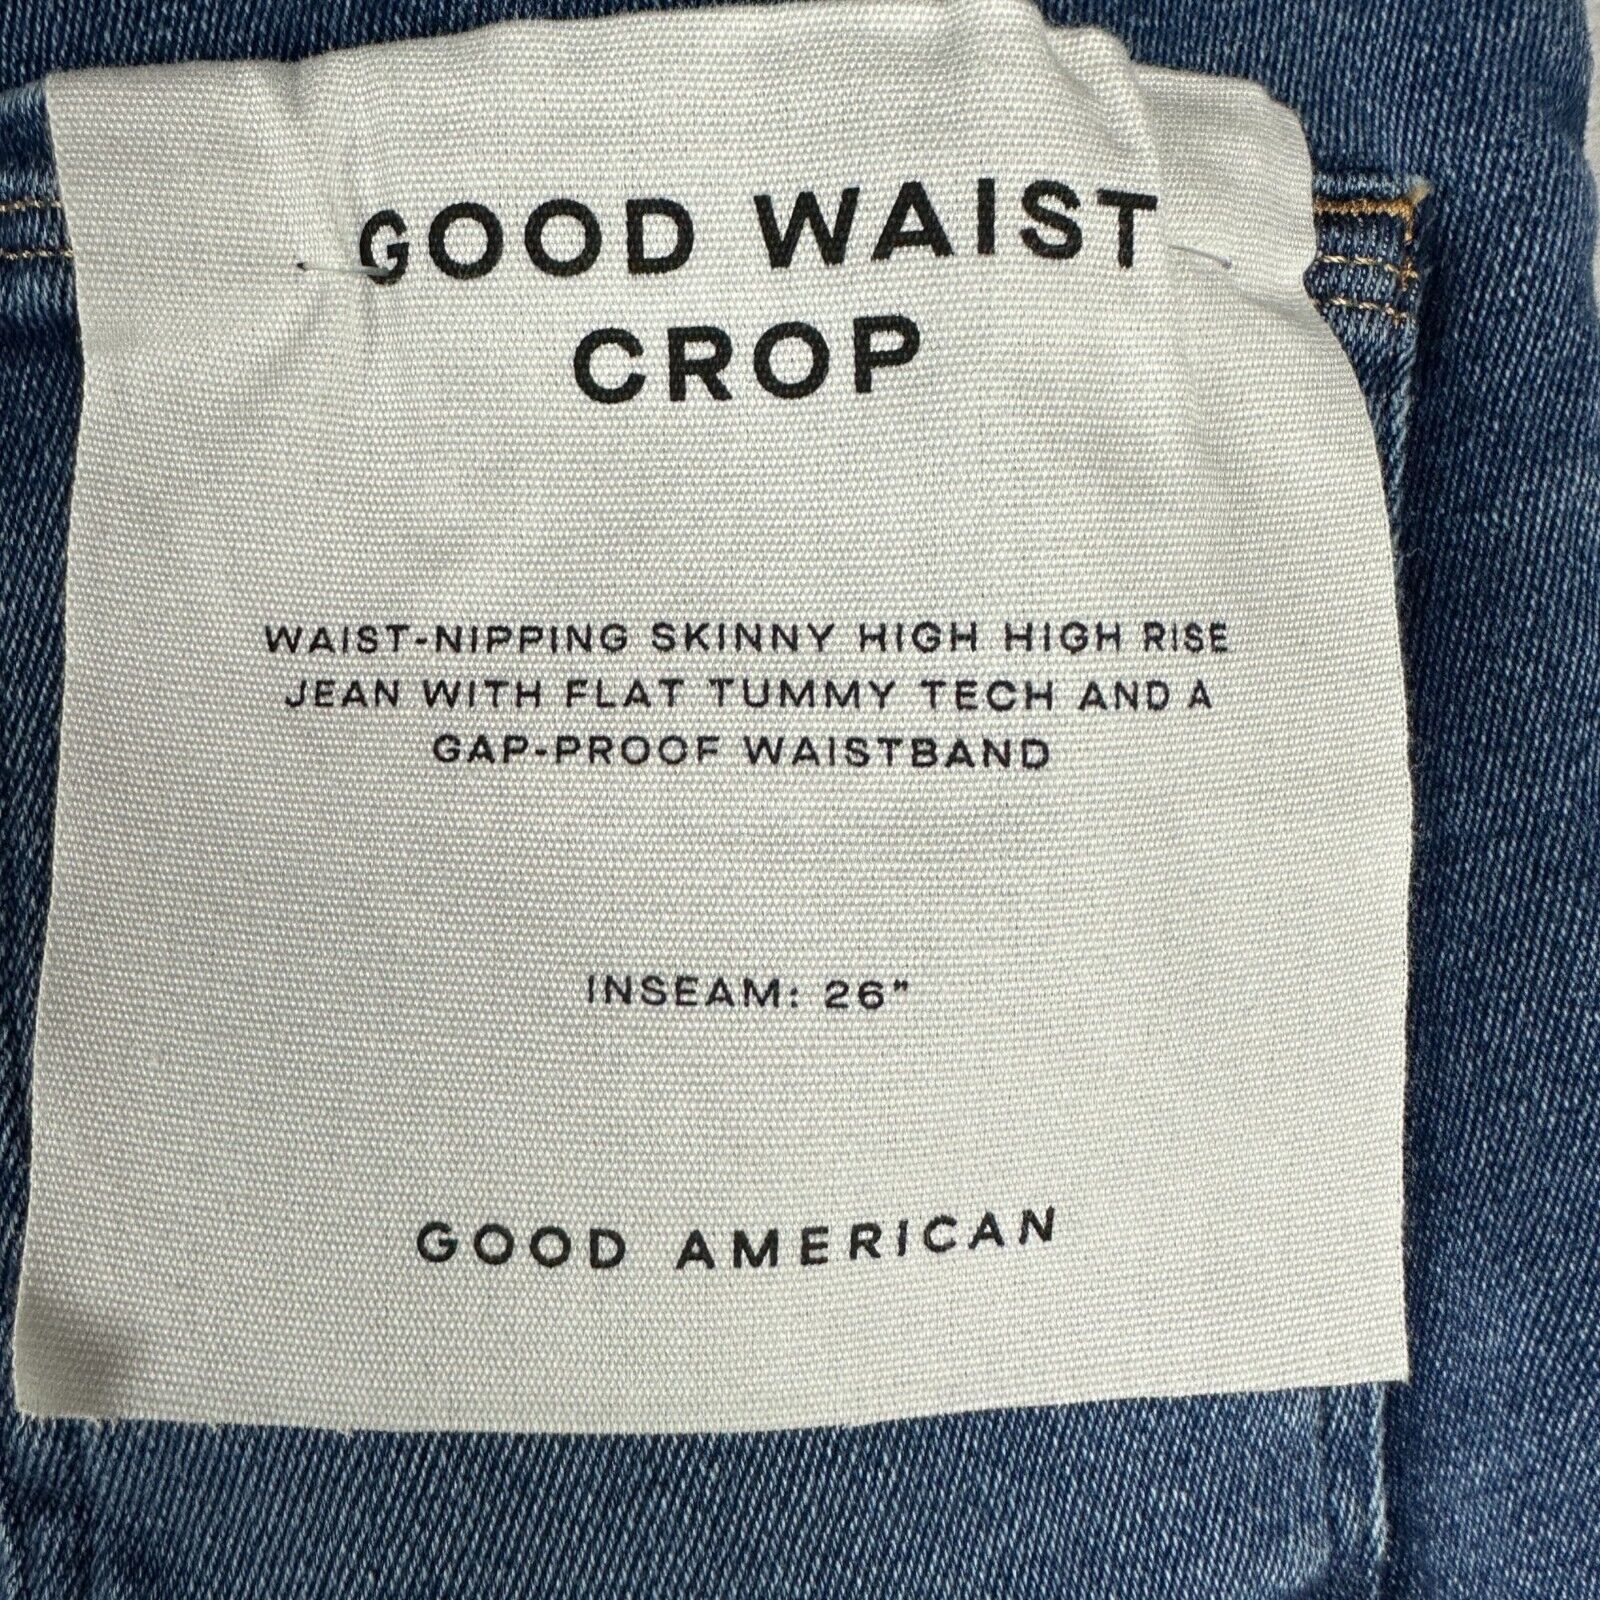 GOOD WAIST
CROP
WAIST-NIPPING SKINNY HIGH HIGH RISE
JEAN WITH FLAT TUMMY TECH AND A
GAP-PROOF WAISTBAND
INSEAM: 26"
GOOD AMERICAN